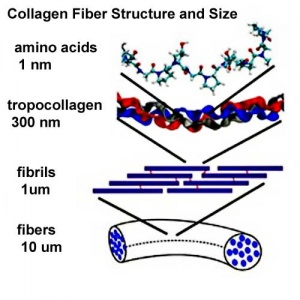 Collagen Fiber Structure and Size
amino acids
1 nm
tropocollagen
300 nm
fibrils
1um
fibers
10 um